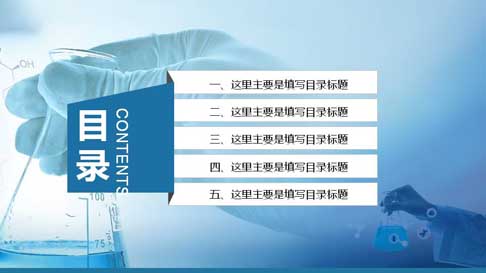 目录
CONTENTS
一、这里主要是填写目录标题
二、这里主要是填写目录标题
三、这里主要是填写目录标题
四、这里主要是填写目录标题
五、这里主要是填写目录标题
OH
100
75